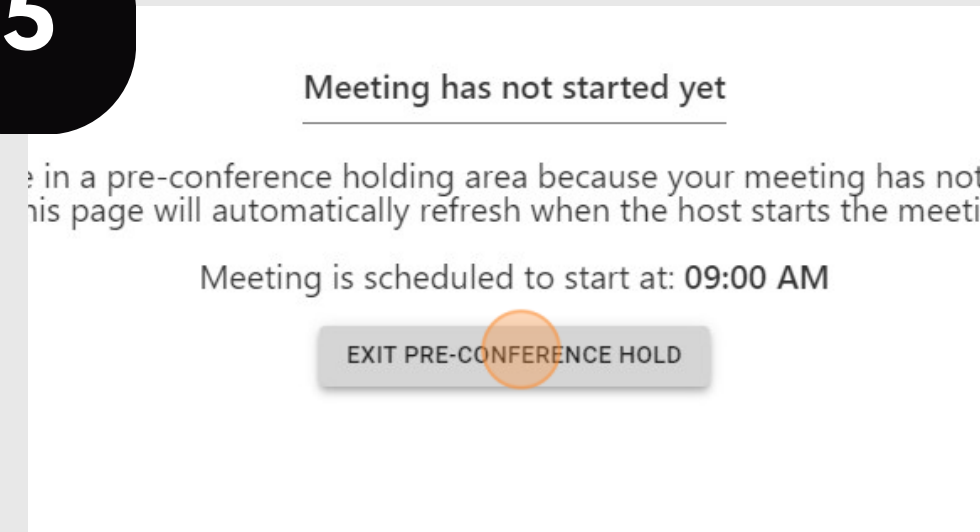 5
Meeting has not started yet
in a pre-conference holding area because your meeting has not
page will automatically refresh when the host starts the
Meeting is scheduled to start at: 09:00 AM
EXIT PRE-CONFERENCE HOLD